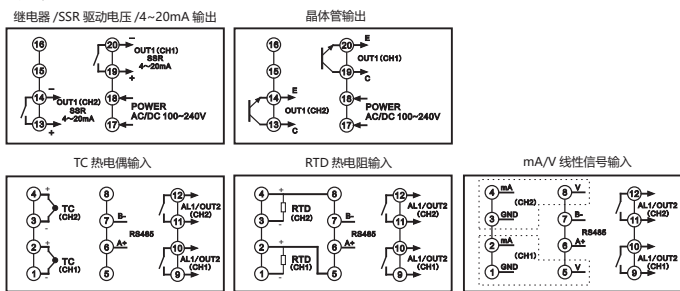 继电器 /SSR 驱动电压 /4~20mA 输出
16
15
14
13
−
OUT1 (CH2)
SSR
4~20mA
+
20
19
18
17
−
OUT1 (CH1)
SSR
4~20mA
+
POWER
AC/DC 100~240V
晶体管输出
16
15
14
13
E
OUT1 (CH2)
C
20
19
18
17
E
OUT1 (CH1)
C
POWER
AC/DC 100~240V
TC 热电偶输入
4
3
2
1
+
TC
(CH2)
-
+
TC
(CH1)
-
8
7
6
5
B-
RS485
A+
12
11
10
9
AL1/OUT2
(CH2)
AL1/OUT2
(CH1)
RTD 热电阻输入
4
3
2
1
+
RTD
(CH2)
-
+
RTD
(CH1)
-
8
7
6
5
B-
RS485
A+
12
11
10
9
AL1/OUT2
(CH2)
AL1/OUT2
(CH1)
mA/V 线性信号输入
4
3
2
1
mA
(CH2)
GND
mA
(CH1)
GND
8
7
6
5
V
B-
RS485
A+
V
12
11
10
9
AL1/OUT2
(CH2)
AL1/OUT2
(CH1)